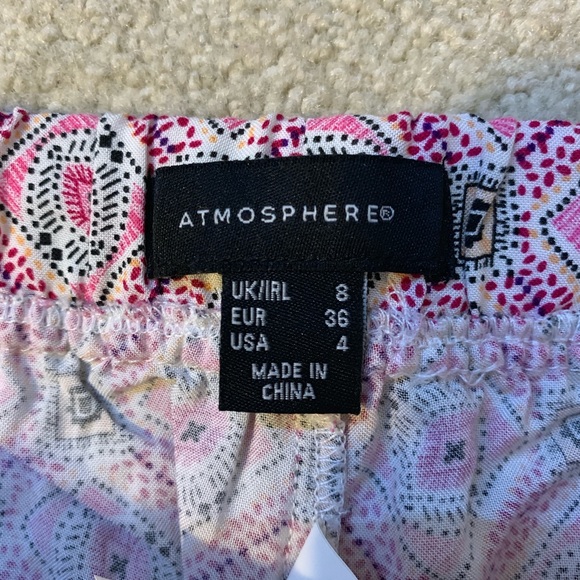 ATMOSPHERE®
UK/IRL 8
EUR 36
USA 4
MADE IN
CHINA